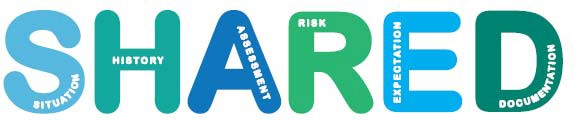 SHARED
SITUATION
HISTORY
ASSESSMENT
RISK
EXPECTATION
DOCUMENTATION